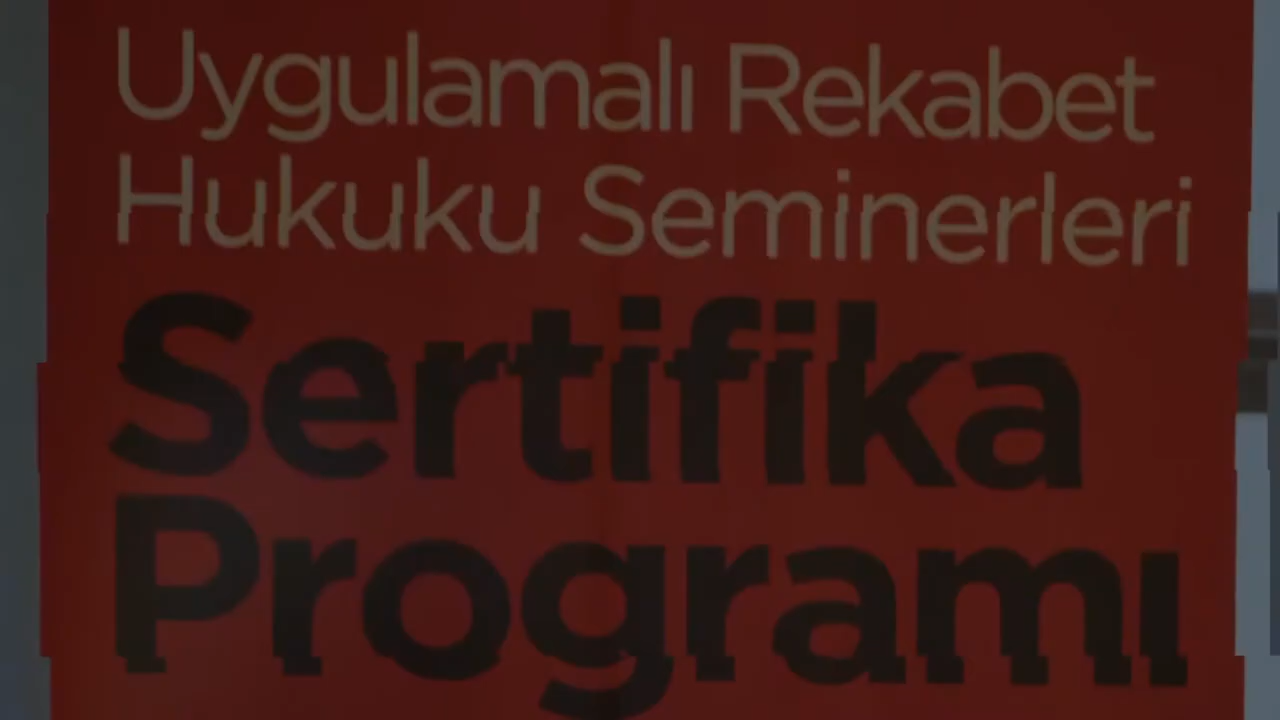 Uygulamalı Rekabet
Hukuku Seminerleri
Sertifika
Programı